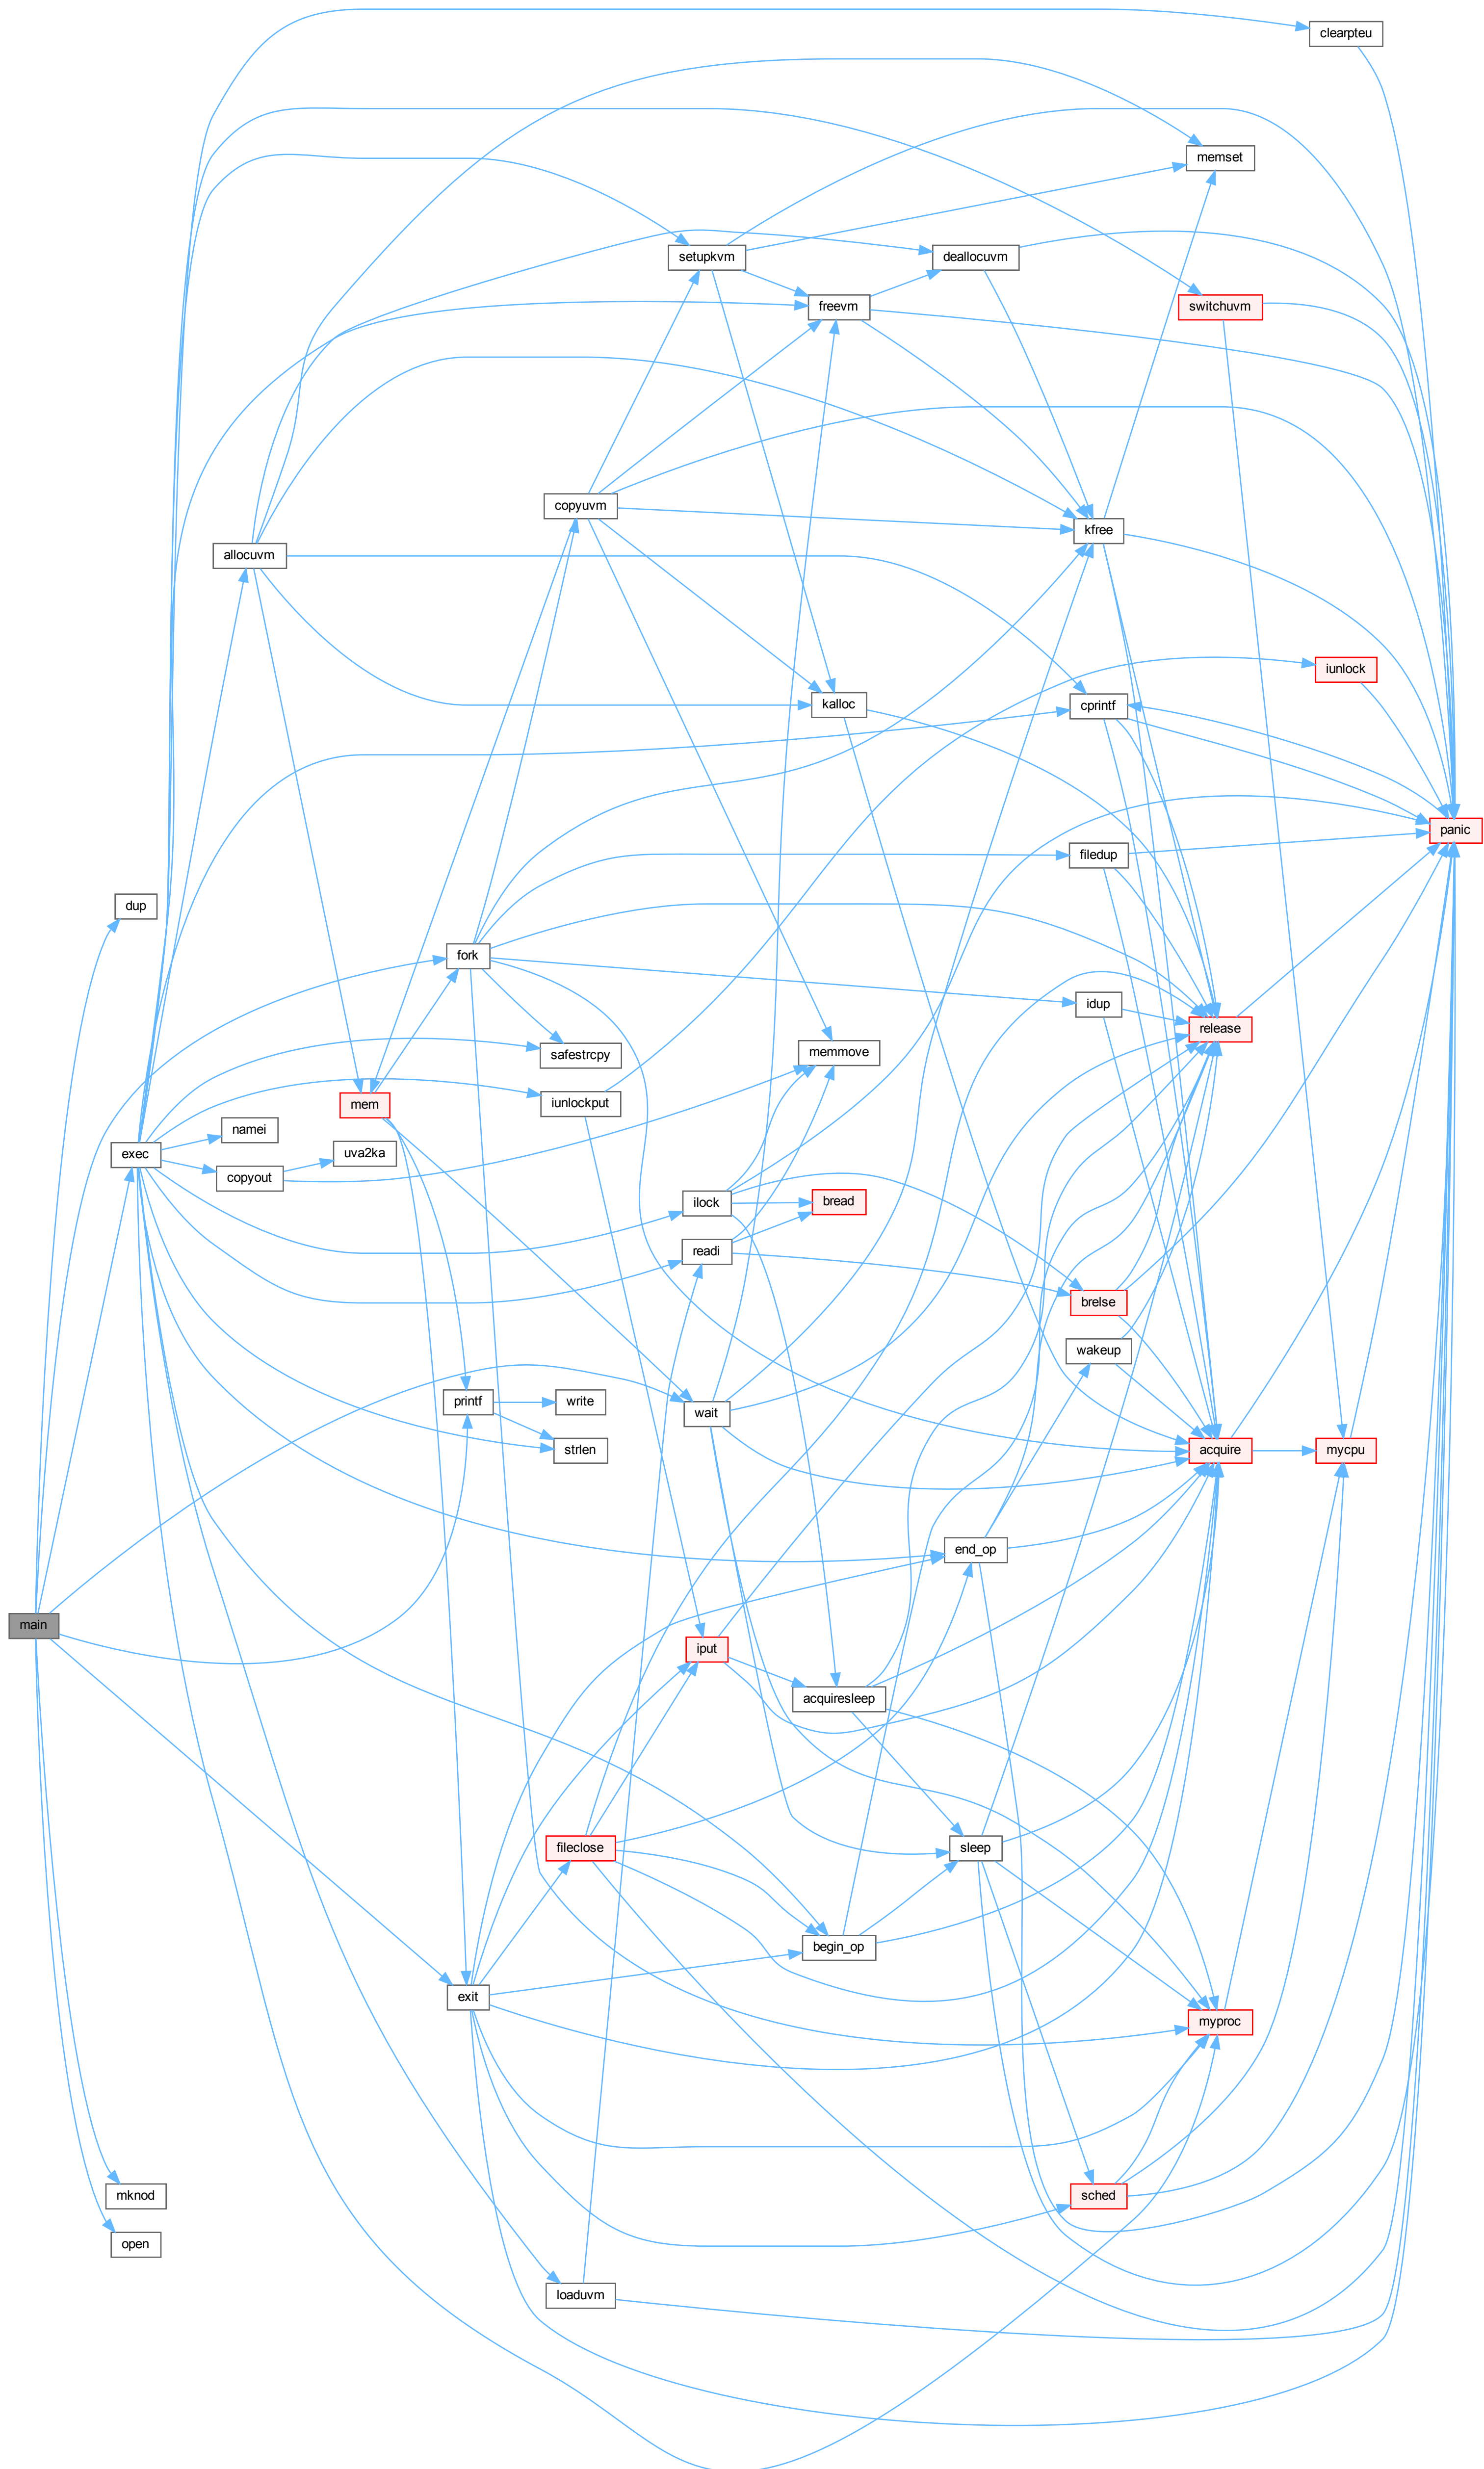 clearpteu
memset
setupkvm
deallocuvm
freevm
switchuvm
copyuvm
kfree
allocuvm
iunlock
kalloc
cprintf
panic
filedup
dup
fork
idup
release
safestrcpy
memmove
mem
iunlockput
namei
exec
uva2ka
copyout
ilock
bread
readi
brelse
wakeup
printf
write
wait
strlen
acquire
mycpu
end_op
main
iput
acquiresleep
fileclose
sleep
begin_op
exit
myproc
mknod
sched
open
loaduvm